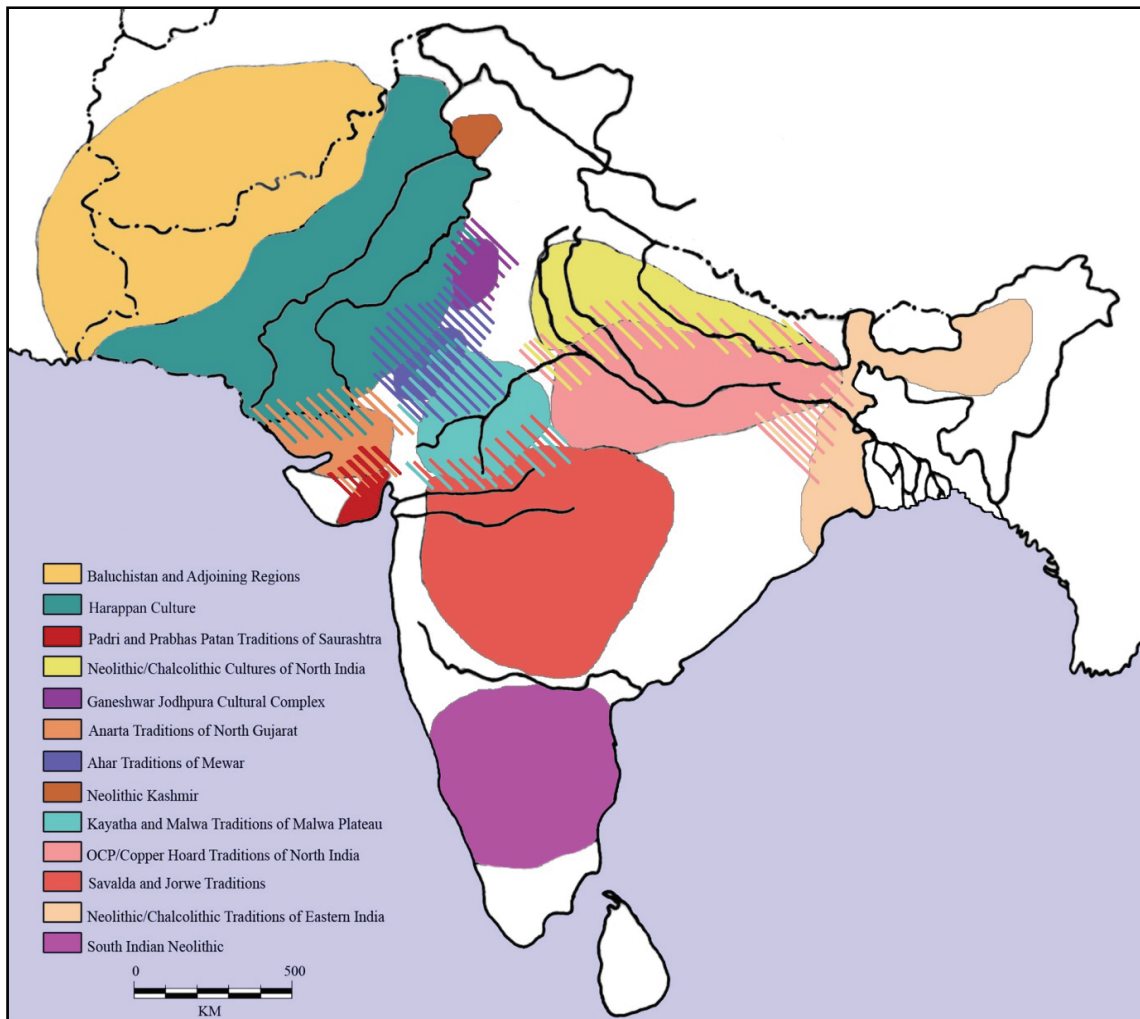 Baluchistan and Adjoining Regions
Harappan Culture
Padri and Prabhas Patan Traditions of Saurashtra
Neolithic/Chalcolithic Cultures of North India
Ganeshwar Jodhpura Cultural Complex
Anarta Traditions of North Gujarat
Ahar Traditions of Mewar
Neolithic Kashmir
Kayatha and Malwa Traditions of Malwa Plateau
OCP/Copper Hoard Traditions of North India
Savalda and Jorwe Traditions
Neolithic/Chalcolithic Traditions of Eastern India
South Indian Neolithic
0 500
KM